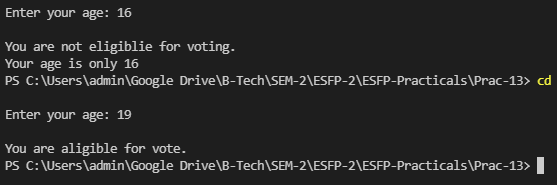 Enter your age: 16
You are not eligiblie for voting.
Your age is only 16
PS C:\Users\admin\Google Drive\B-Tech\SEM-2\ESFP-2\ESFP-Practicals\Prac-13> cd
Enter your age: 19
You are aligible for vote.
PS C:\Users\admin\Google Drive\B-Tech\SEM-2\ESFP-2\ESFP-Practicals\Prac-13>